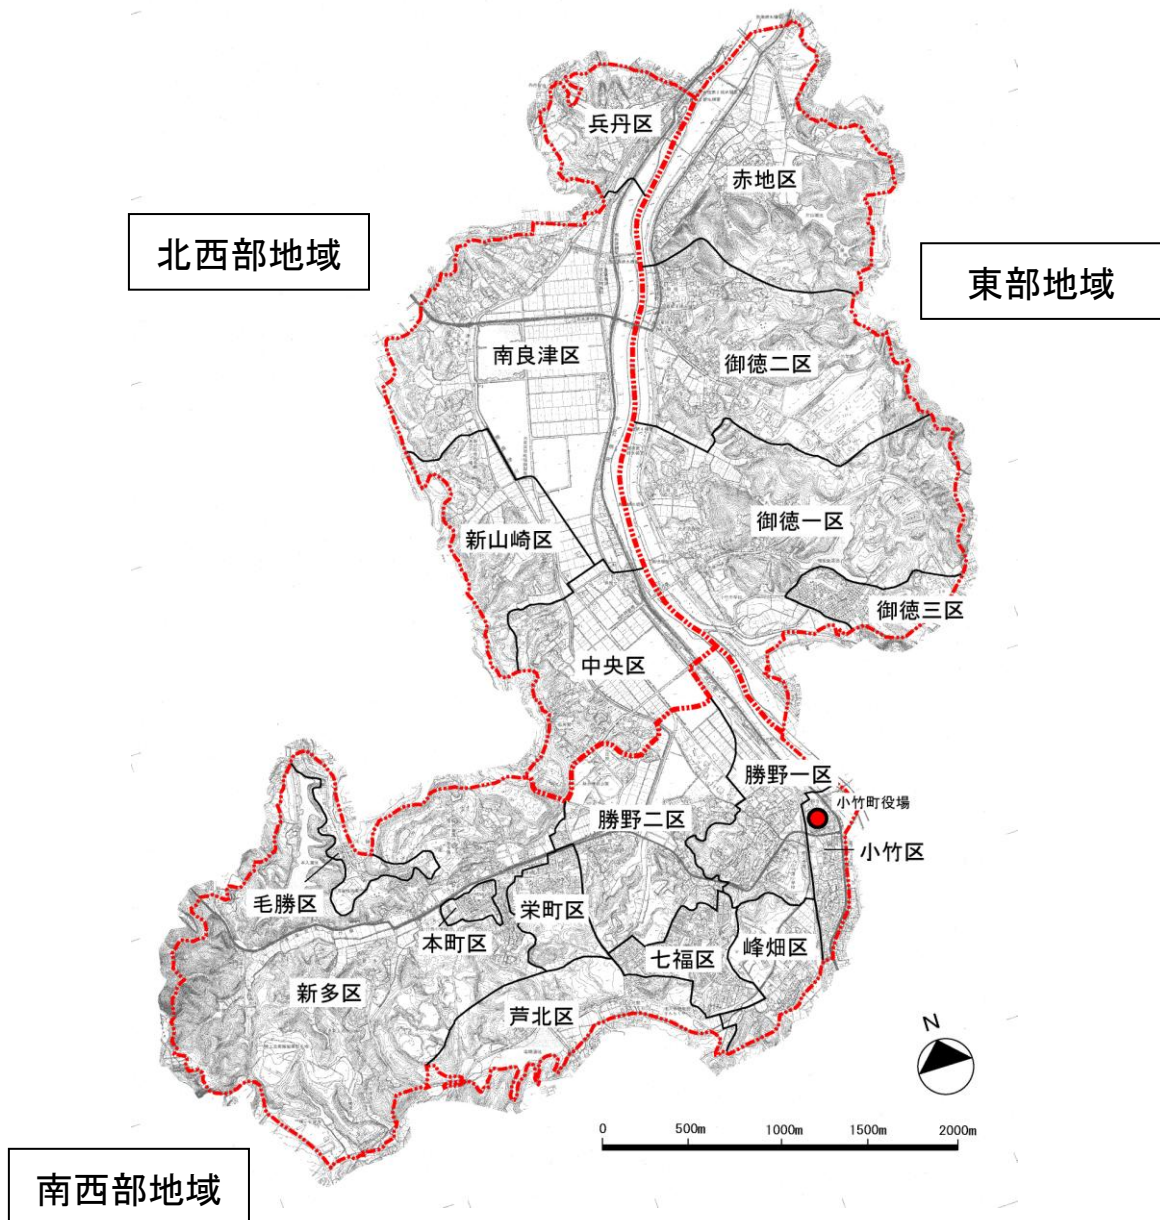 兵丹区
赤地区
北西部地域
東部地域
南良津区
御徳二区
御徳一区
新山崎区
御徳三区
中央区
勝野一区
小竹町役場
勝野二区
小竹区
毛勝区
栄町区
本町区
七福区
峰畑区
新多区
芦北区
N
0 500m 1000m 1500m 2000m
南西部地域